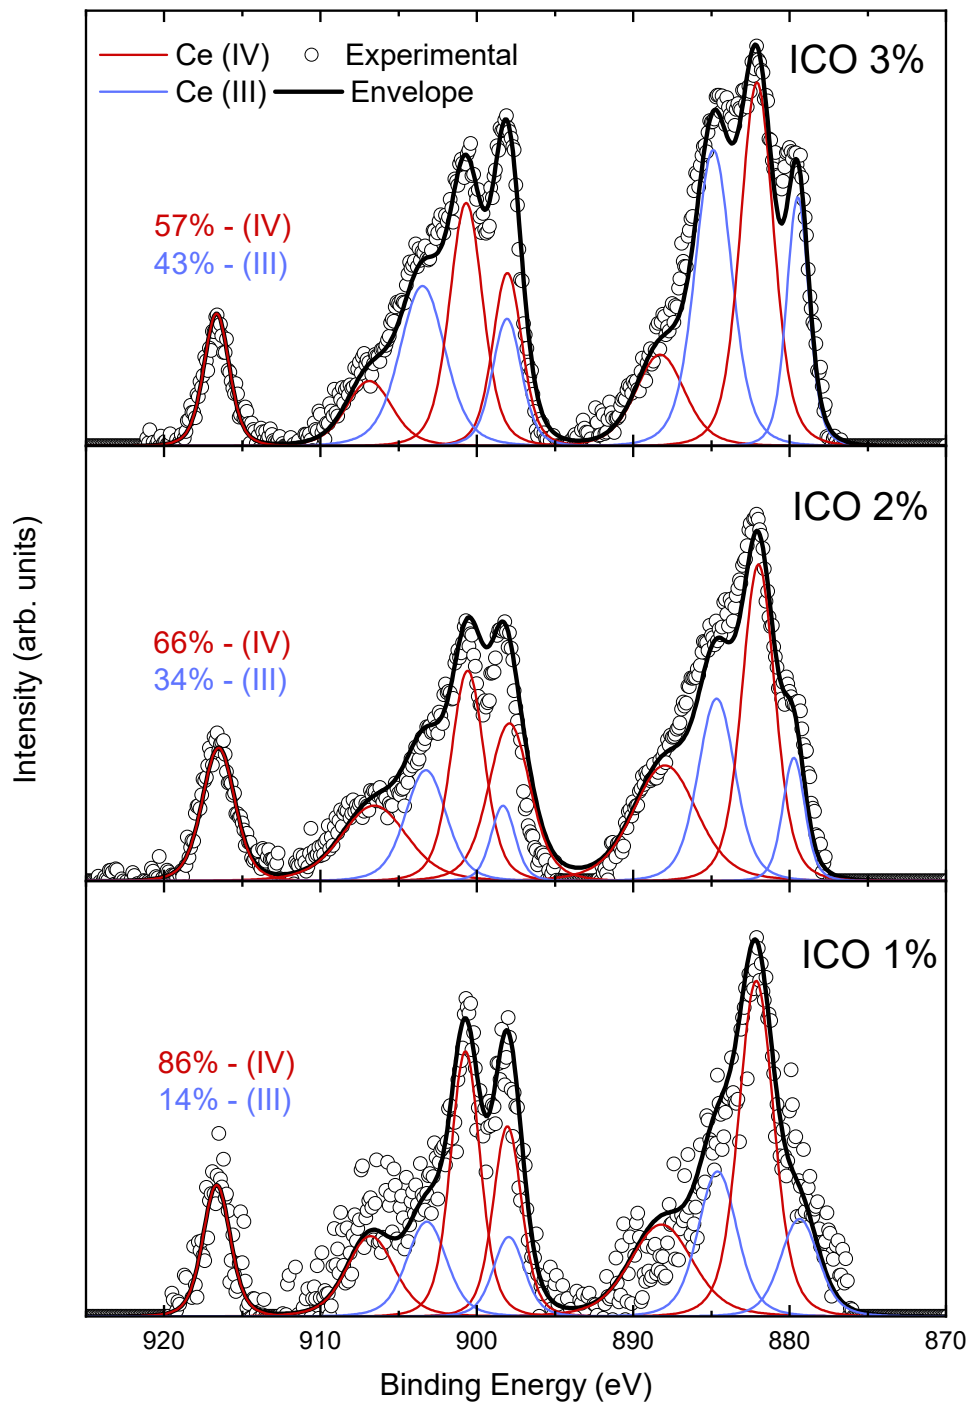 Ce (IV) Experimental
Ce (III) Envelope
ICO 3%
57% - (IV)
43% - (III)
ICO 2%
66% - (IV)
34% - (III)
ICO 1%
86% - (IV)
14% - (III)
Intensity (arb. units)
920 910 900 890 880 870
Binding Energy (eV)